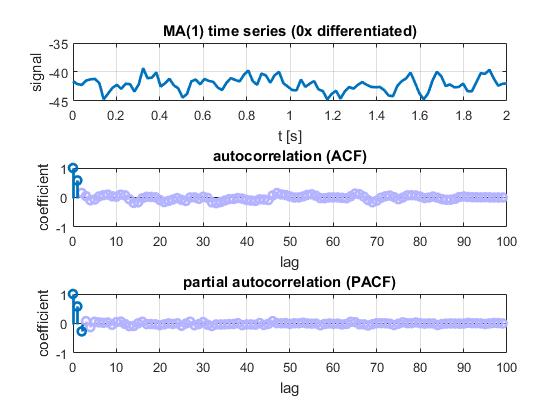 MA(1) time series (0x differentiated)
signal
-35
-40
-45
0 0.2 0.4 0.6 0.8 1 1.2 1.4 1.6 1.8 2
t [s]
autocorrelation (ACF)
coefficient
1
0
-1
0 10 20 30 40 50 60 70 80 90 100
lag
partial autocorrelation (PACF)
coefficient
1
0
-1
0 10 20 30 40 50 60 70 80 90 100
lag